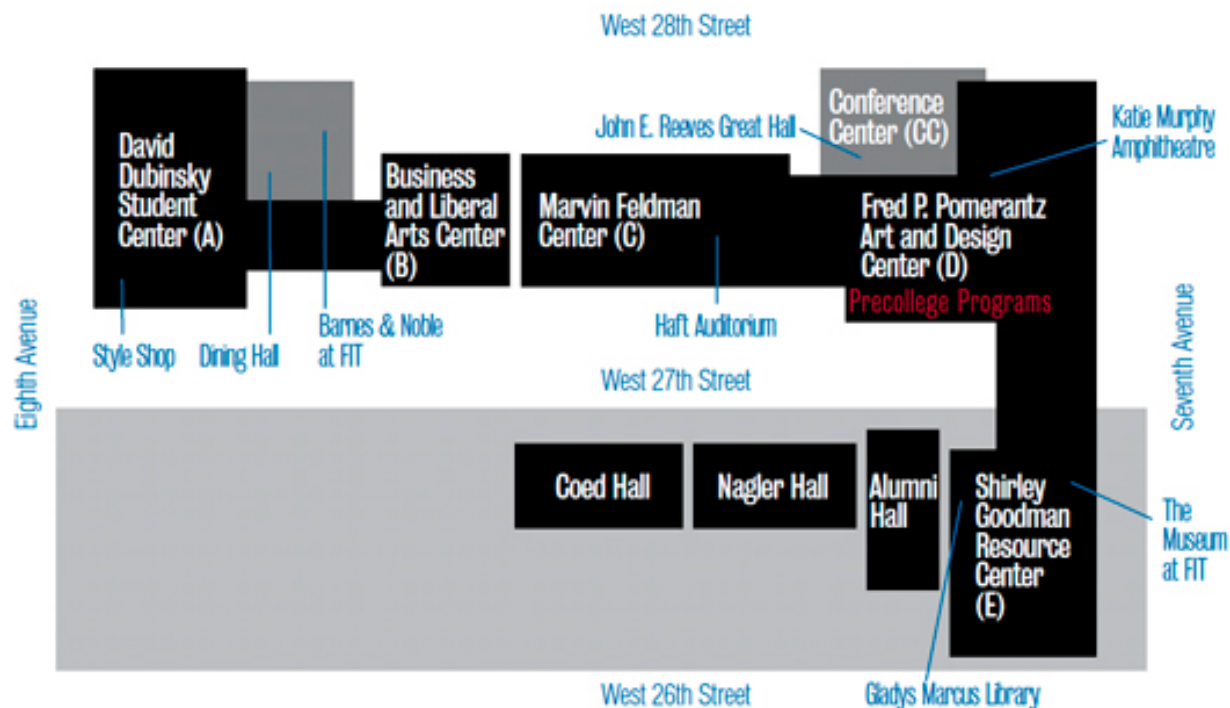 West 28th Street
David
Dubinsky
Student
Center (A)
Business
and Liberal
Arts Center
(B)
Marvin Feldman
Center (C)
John E. Reeves Great Hall
Conference
Center (CC)
Katie Murphy
Amphitheatre
Fred P. Pomerantz
Art and Design
Center (D)
Precollege Programs
Style Shop
Dining Hall
Barnes & Noble
at FIT
Haft Auditorium
Eighth Avenue
West 27th Street
Seventh Avenue
Coed Hall
Nagler Hall
Alumni
Hall
Shirley
Goodman
Resource
Center
(E)
The
Museum
at FIT
West 26th Street
Gladys Marcus Library